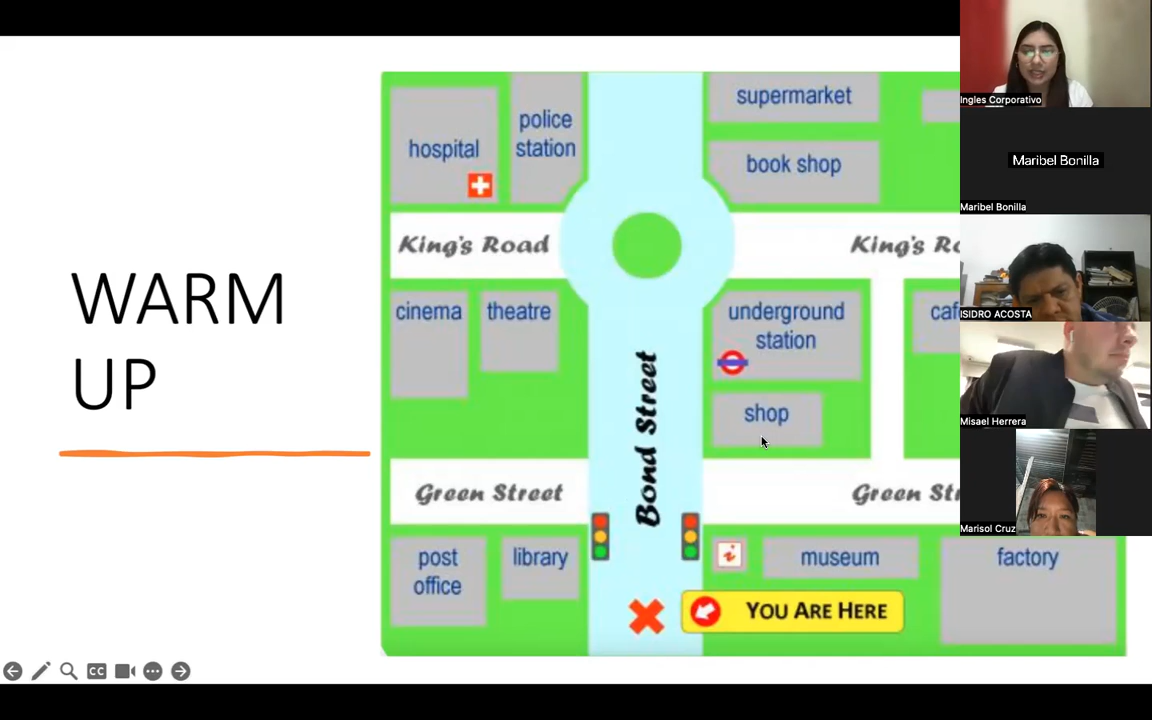 WARM
UP
hospital
police
station
supermarket
book shop
King's Road
King's Ro
cinema
theatre
underground
station
caf
shop
Bond Street
Green Street
Green Str
post
office
library
i
museum
factory
YOU ARE HERE
CC
Ingles Corporativo
Maribel Bonilla
Maribel Bonilla
ISIDRO ACOSTA
Misael Herrera
Marisol Cruz